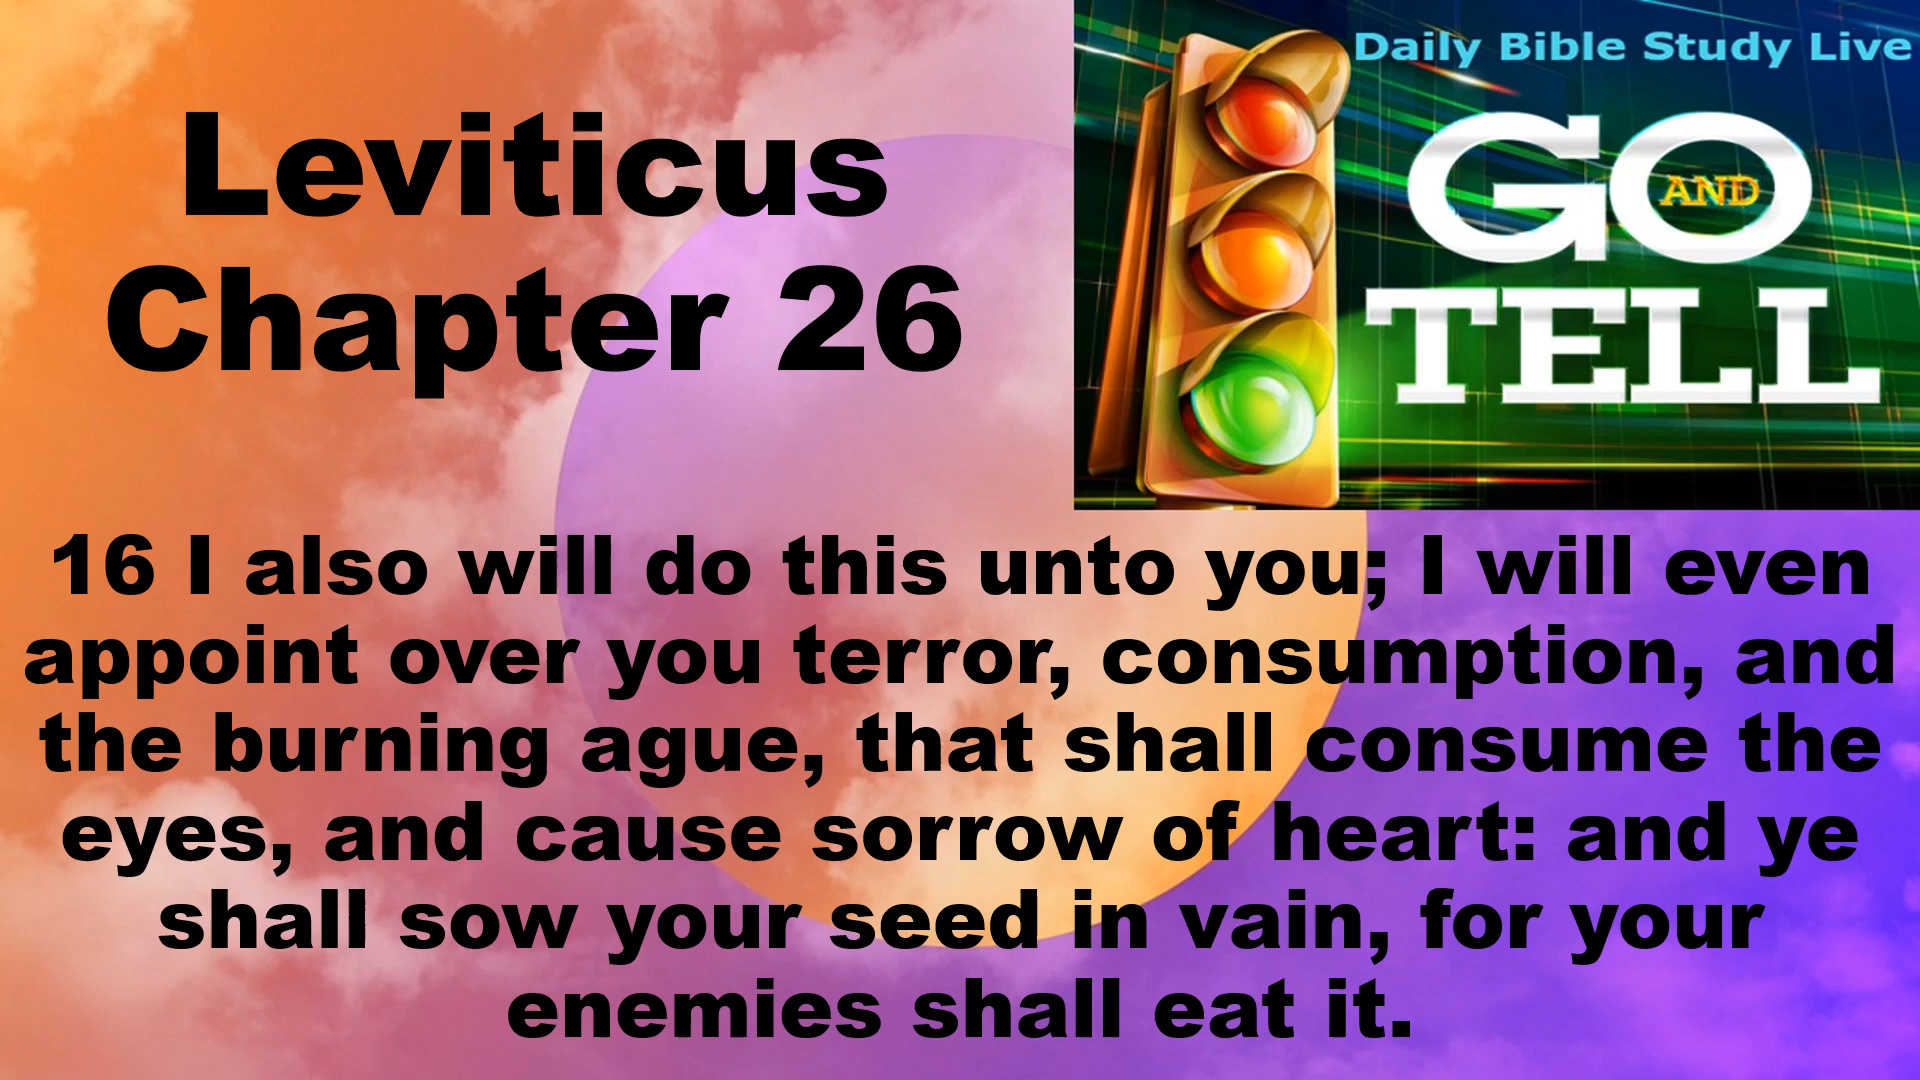 Leviticus
Chapter 26
Daily Bible Study Live
GO
AND
TELL
16 I also will do this unto you; I will even
appoint over you terror, consumption, and
the burning ague, that shall consume the
eyes, and cause sorrow of heart: and ye
shall sow your seed in vain, for your
enemies shall eat it.